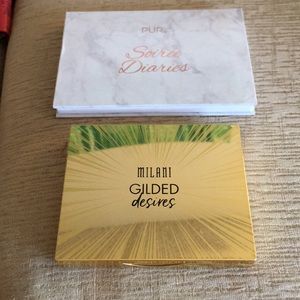 PUR
Soirée
Diaries
MILANI
GILDED
desires